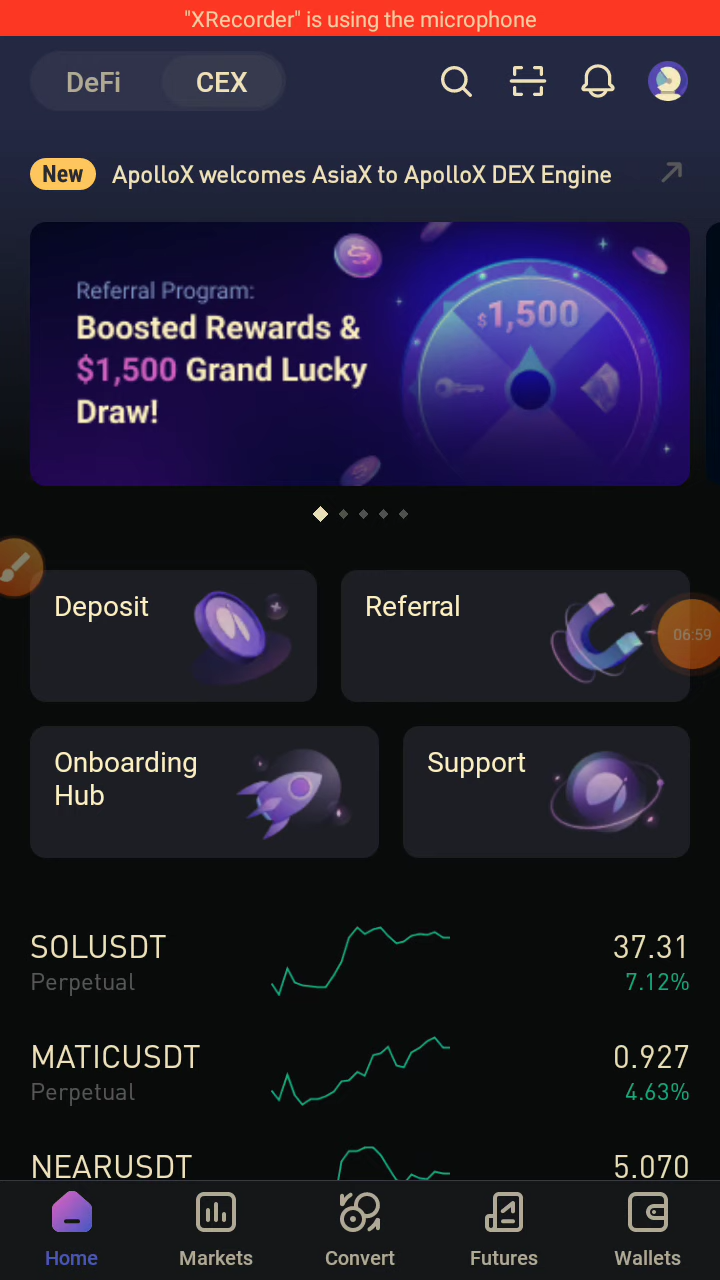 "XRecorder" is using the microphone
DeFi CEX
New ApolloX welcomes AsiaX to ApolloX DEX Engine
Referral Program:
Boosted Rewards &
$1,500 Grand Lucky
Draw!
$1,500
Deposit Referral
06:59
Onboarding
Hub
Support
SOLUSDT 37.31
Perpetual 7.12%
MATICUSDT 0.927
Perpetual 4.63%
NEARUSDT 5.070
Home Markets Convert Futures Wallets